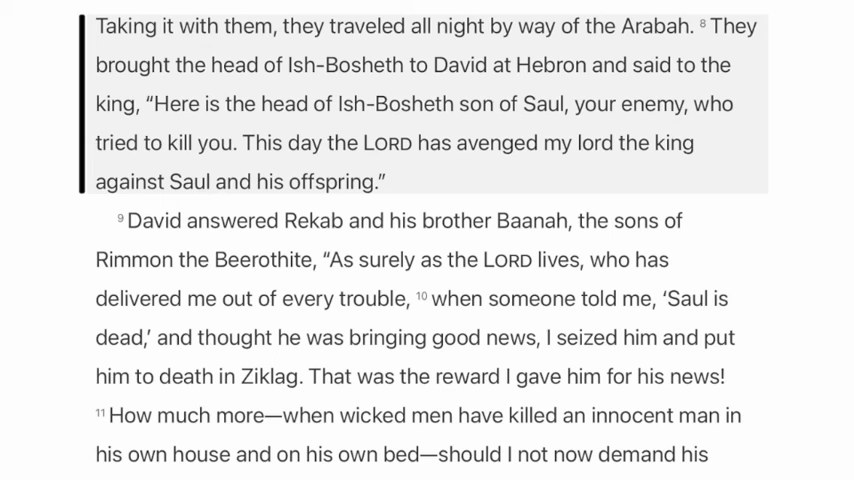 Taking it with them, they traveled all night by way of the Arabah. 8 They
brought the head of Ish-Bosheth to David at Hebron and said to the
king, “Here is the head of Ish-Bosheth son of Saul, your enemy, who
tried to kill you. This day the LORD has avenged my lord the king
against Saul and his offspring.”
9 David answered Rekab and his brother Baanah, the sons of
Rimmon the Beerothite, “As surely as the LORD lives, who has
delivered me out of every trouble, 10 when someone told me, ‘Saul is
dead,’ and thought he was bringing good news, I seized him and put
him to death in Ziklag. That was the reward I gave him for his news!
11 How much more—when wicked men have killed an innocent man in
his own house and on his own bed—should I not now demand his